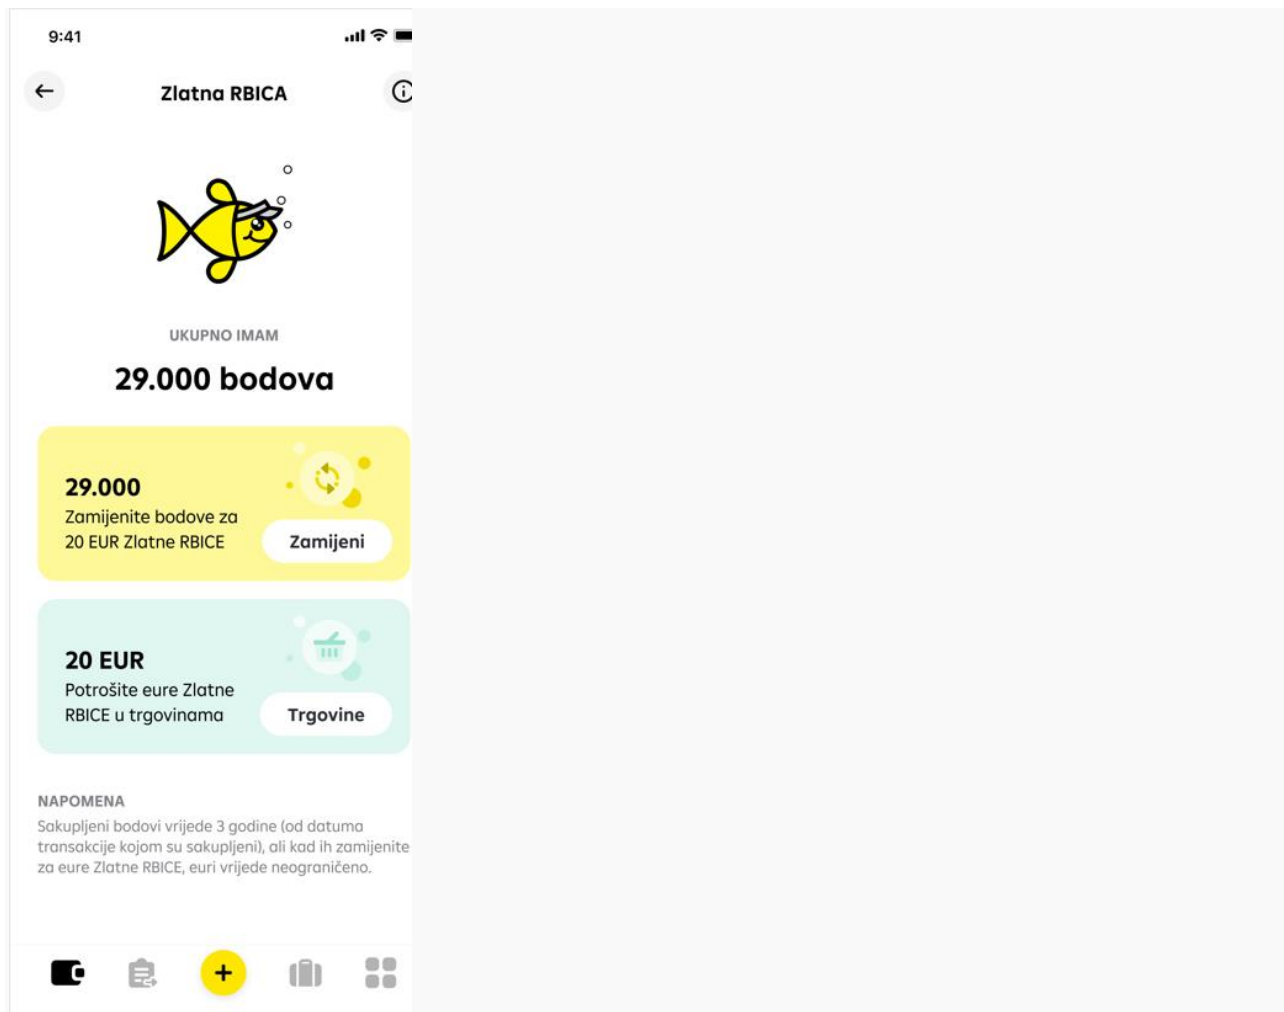 9:41
Zlatna RBICA
UKUPNO IMAM
29.000 bodova
29.000
Zamijenite bodove za
20 EUR Zlatne RBICE
Zamijeni
20 EUR
Potrošite eure Zlatne
RBICE u trgovinama
Trgovine
NAPOMENA
Sakupljeni bodovi vrijede 3 godine (od datuma
transakcije kojom su sakupljeni), ali kad ih zamijenite
za eure Zlatne RBICE, euri vrijede neograničeno.